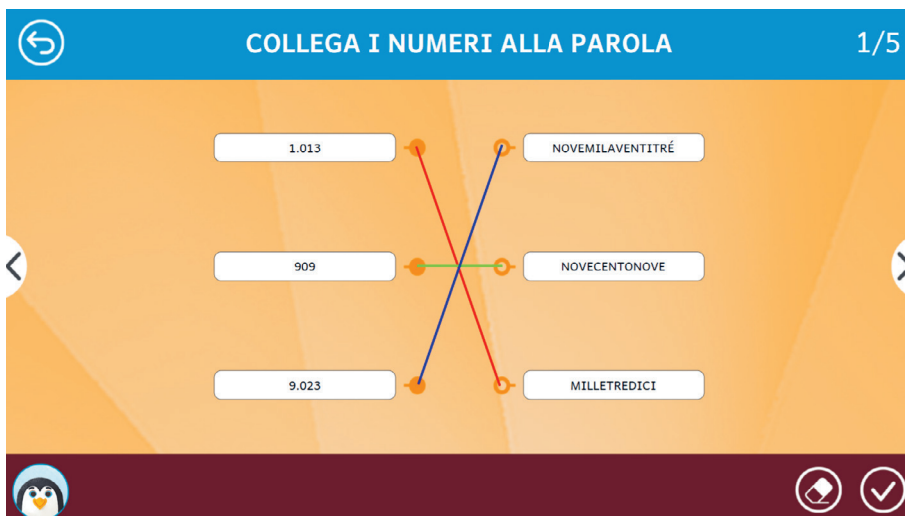 COLLEGA I NUMERI ALLA PAROLA 1/5
1.013 NOVEMILAVENTITRÉ
909 NOVECENTONOVE
9.023 MILLETREDICI